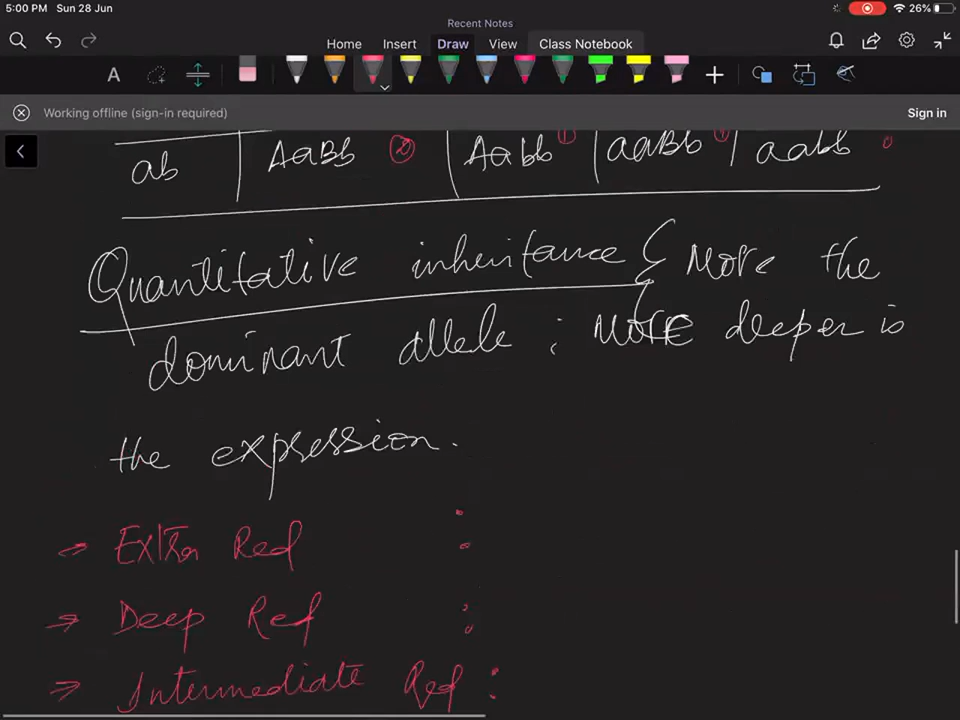 5:00 PM Sun 28 Jun
26%
Recent Notes
Home Insert Draw View Class Notebook
A
Working offline (sign-in required) Sign in
ab AaBb 2 Aabb 1 aaBb 1 aabb 0
Quantitative inheritance { More the
dominant allele ; more deeper is
the expression.
→ Extra Red :
→ Deep Red :
→ Intermediate Red :